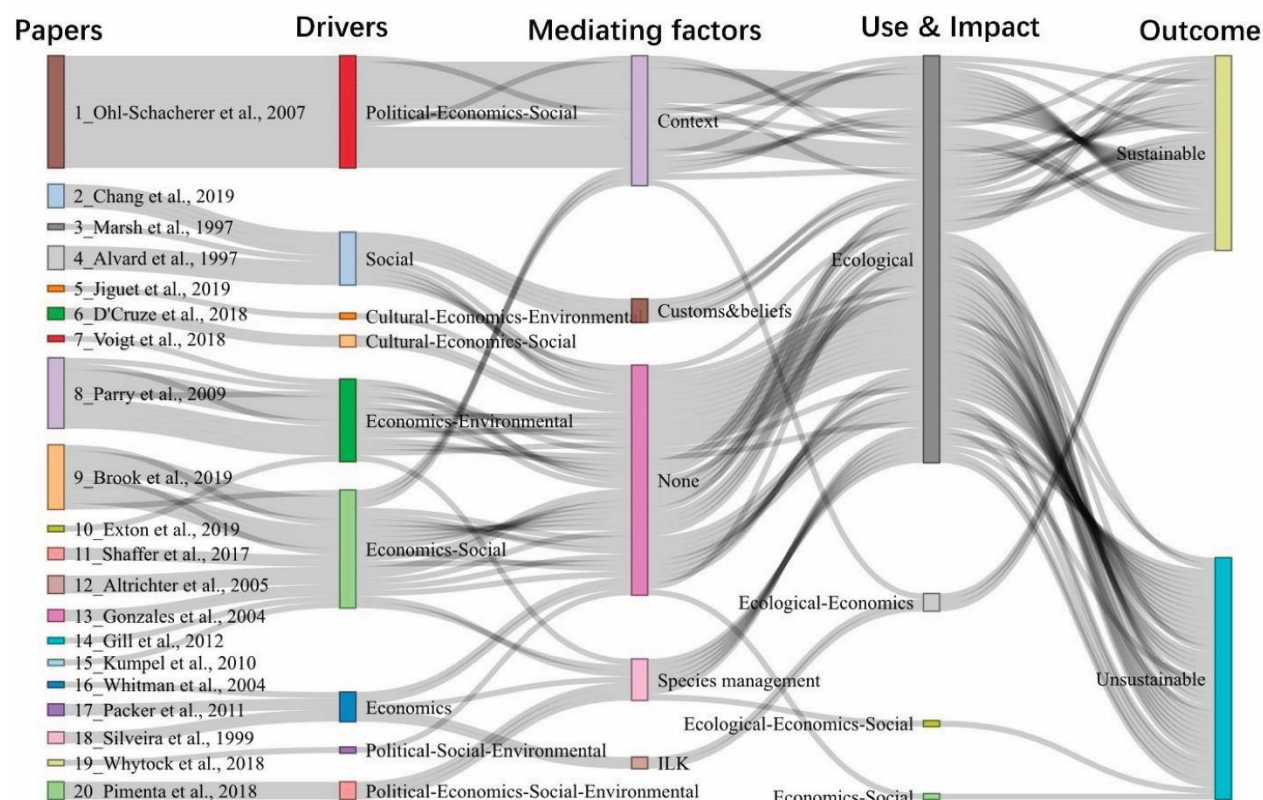 Papers
Drivers
Mediating factors
Use & Impact
Outcome
1_Ohl-Schacherer et al., 2007
2_Chang et al., 2019
3_Marsh et al., 1997
4_Alvard et al., 1997
5_Jiguet et al., 2019
6_D'Cruze et al., 2018
7_Voigt et al., 2018
8_Parry et al., 2009
9_Brook et al., 2019
10_Exton et al., 2019
11_Shaffer et al., 2017
12_Altrichter et al., 2005
13_Gonzales et al., 2004
14_Gill et al., 2012
15_Kumpel et al., 2010
16_Whitman et al., 2004
17_Packer et al., 2011
18_Silveira et al., 1999
19_Whytock et al., 2018
20_Pimenta et al., 2018
Political-Economics-Social
Social
Cultural-Economics-Environmental
Cultural-Economics-Social
Economics-Environmental
Economics-Social
Economics
Political-Social-Environmental
Political-Economics-Social-Environmental
Context
Customs&beliefs
None
Species management
ILK
Ecological
Ecological-Economics
Ecological-Economics-Social
Economics-Social
Sustainable
Unsustainable